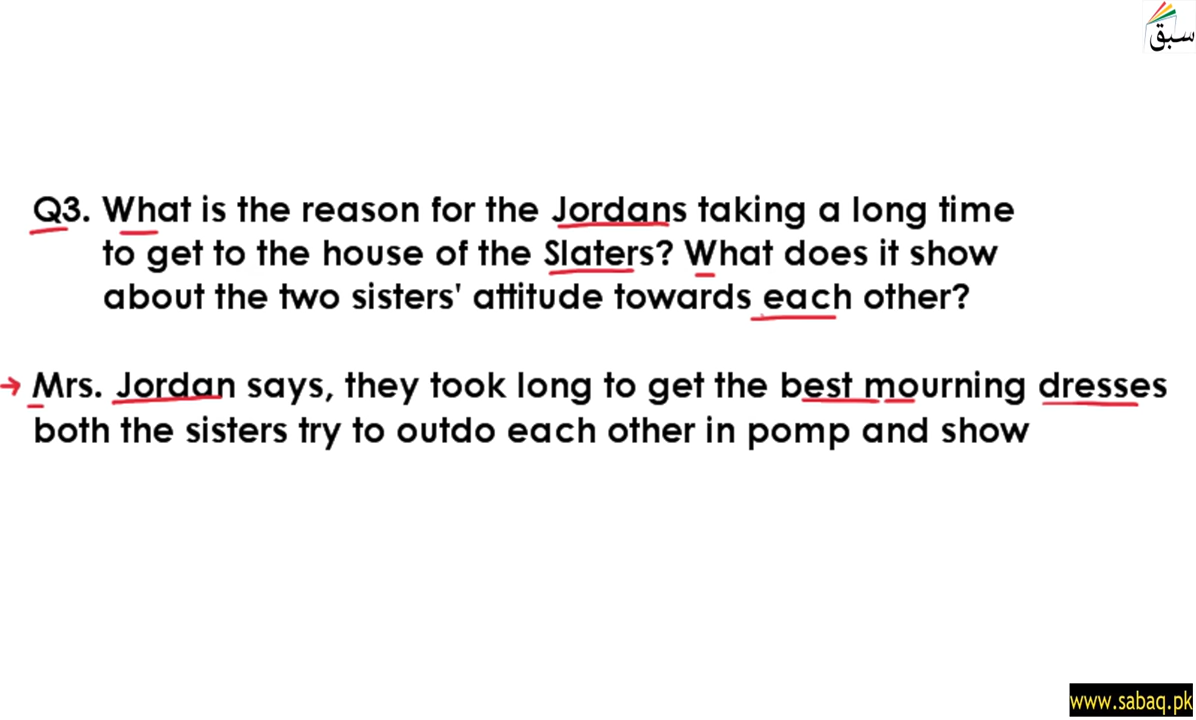 سبق
Q3. What is the reason for the Jordans taking a long time
to get to the house of the Slaters? What does it show
about the two sisters' attitude towards each other?
Mrs. Jordan says, they took long to get the best mourning dresses
both the sisters try to outdo each other in pomp and show
www.sabaq.pk